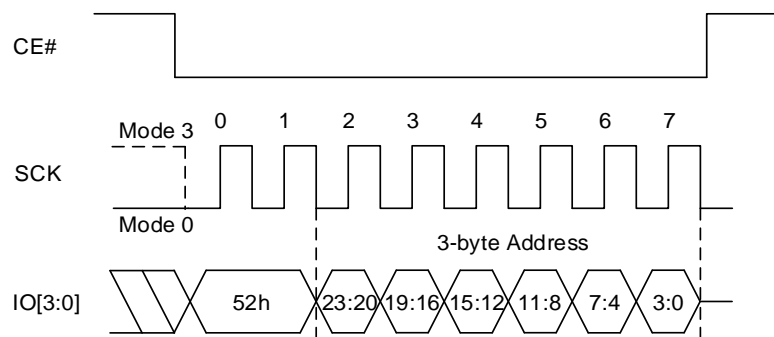 CE#
Mode 3 0 1 2 3 4 5 6 7
SCK
Mode 0
3-byte Address
IO[3:0] 52h 23:20 19:16 15:12 11:8 7:4 3:0